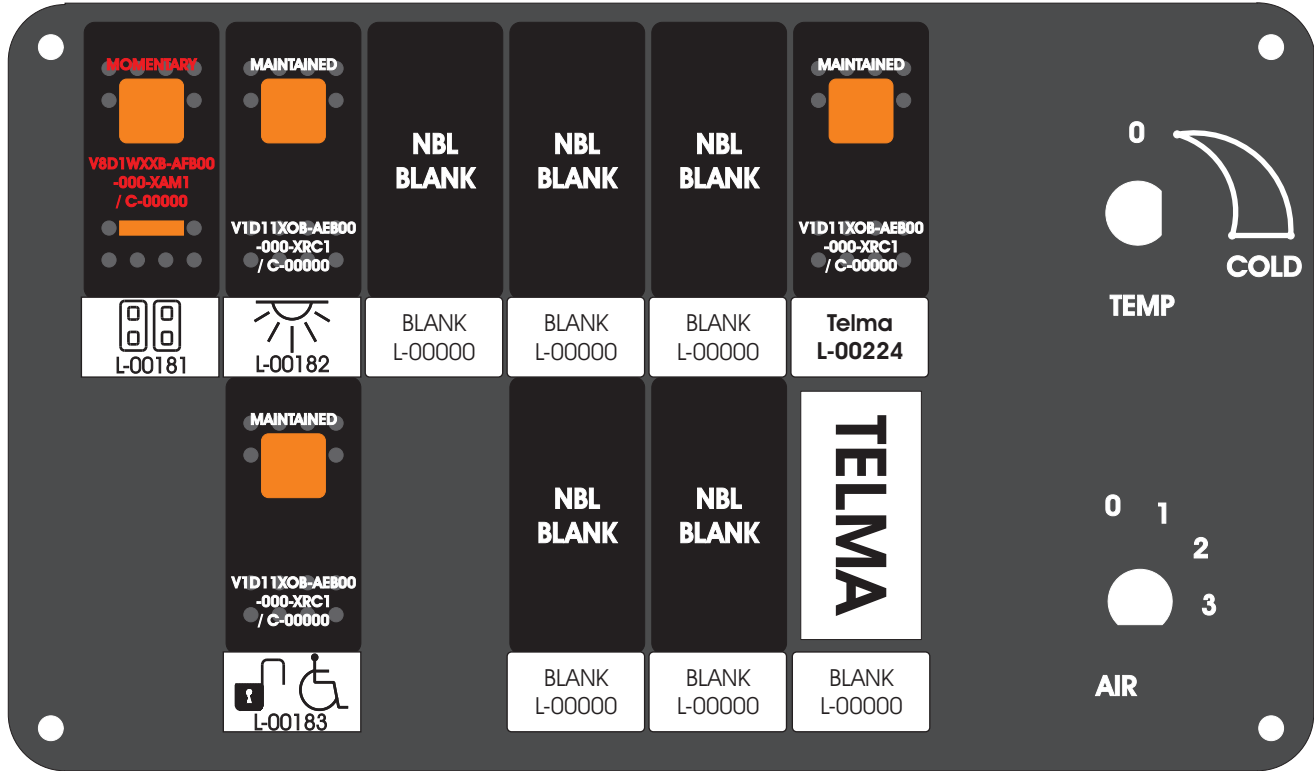 MOMENTARY
V8D1WXXB-AFB00
-000-XAM1
/ C-00000
L-00181
MAINTAINED
V1D11XOB-AEB00
-000-XRC1
/ C-00000
L-00182
NBL
BLANK
BLANK
L-00000
NBL
BLANK
BLANK
L-00000
NBL
BLANK
BLANK
L-00000
MAINTAINED
V1D11XOB-AEB00
-000-XRC1
/ C-00000
Telma
L-00224
MAINTAINED
V1D11XOB-AEB00
-000-XRC1
/ C-00000
L-00183
NBL
BLANK
BLANK
L-00000
NBL
BLANK
BLANK
L-00000
TELMA
BLANK
L-00000
0
COLD
TEMP
0
1
2
3
AIR